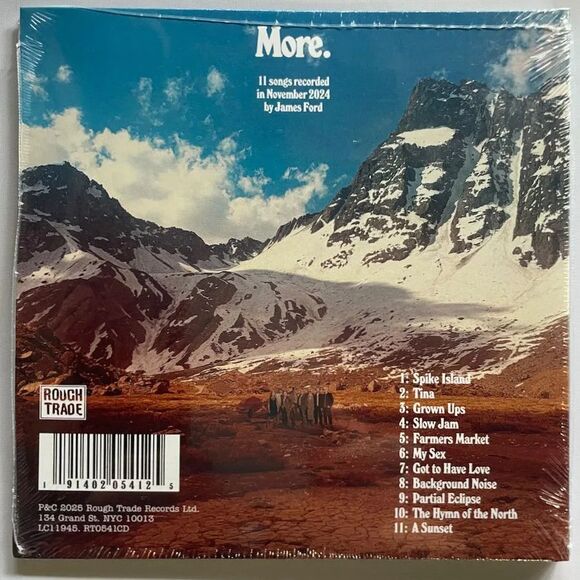 More.
11 songs recorded
in November 2024
by James Ford
1: Spike Island
2: Tina
3: Grown Ups
4: Slow Jam
5: Farmers Market
6: My Sex
7: Got to Have Love
8: Background Noise
9: Partial Eclipse
10: The Hymn of the North
11: A Sunset
ROUGH
TRADE
1 91402 05412 5
P&C 2025 Rough Trade Records Ltd.
134 Grand St. NYC 10013
LC11945. RT0541CD